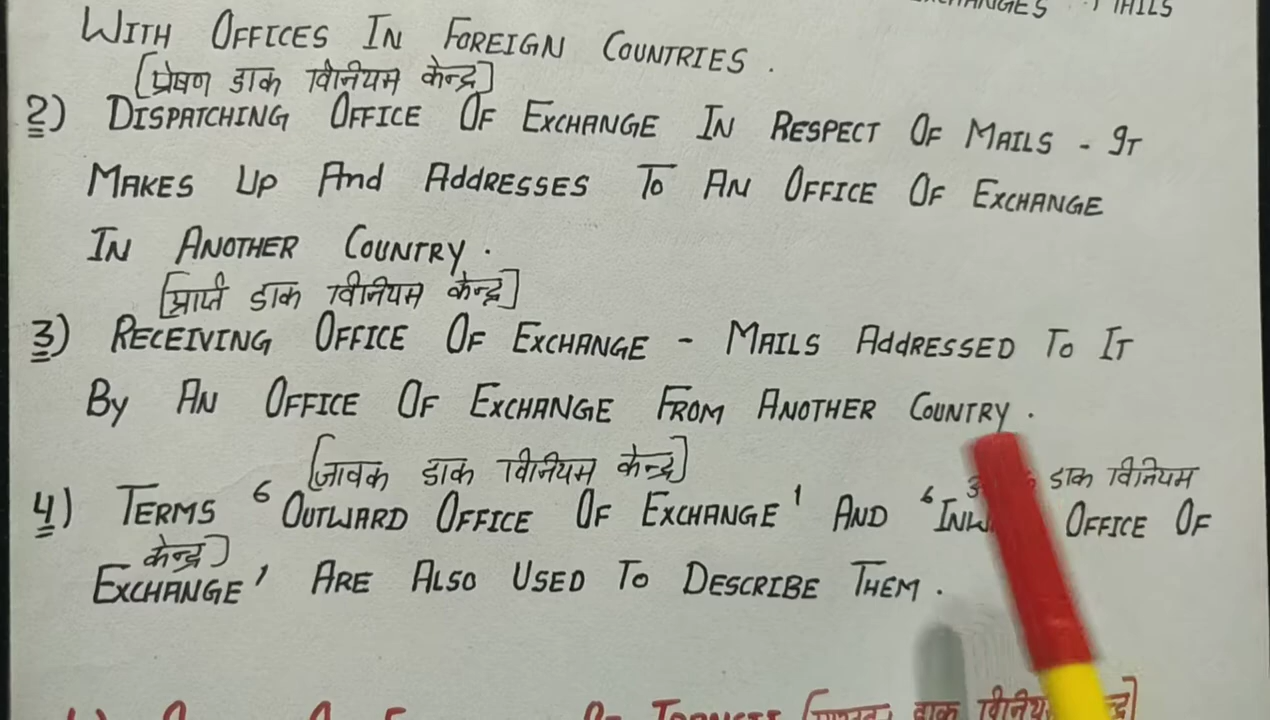 WITH OFFICES IN FOREIGN COUNTRIES .
[प्रेषण डाक विनियम केन्द्र]
2) DISPATCHING OFFICE OF EXCHANGE IN RESPECT OF MAILS - IT
MAKES UP AND ADDRESSES TO AN OFFICE OF EXCHANGE
IN ANOTHER COUNTRY .
[प्राप्त डाक विनियम केन्द्र]
3) RECEIVING OFFICE OF EXCHANGE - MAILS ADDRESSED TO IT
BY AN OFFICE OF EXCHANGE FROM ANOTHER COUNTRY .
[जावक डाक विनियम केन्द्र] डाक विनियम
4) TERMS ‘OUTWARD OFFICE OF EXCHANGE’ AND OFFICE OF
केन्द्र]
EXCHANGE’ ARE ALSO USED TO DESCRIBE THEM .
डाक